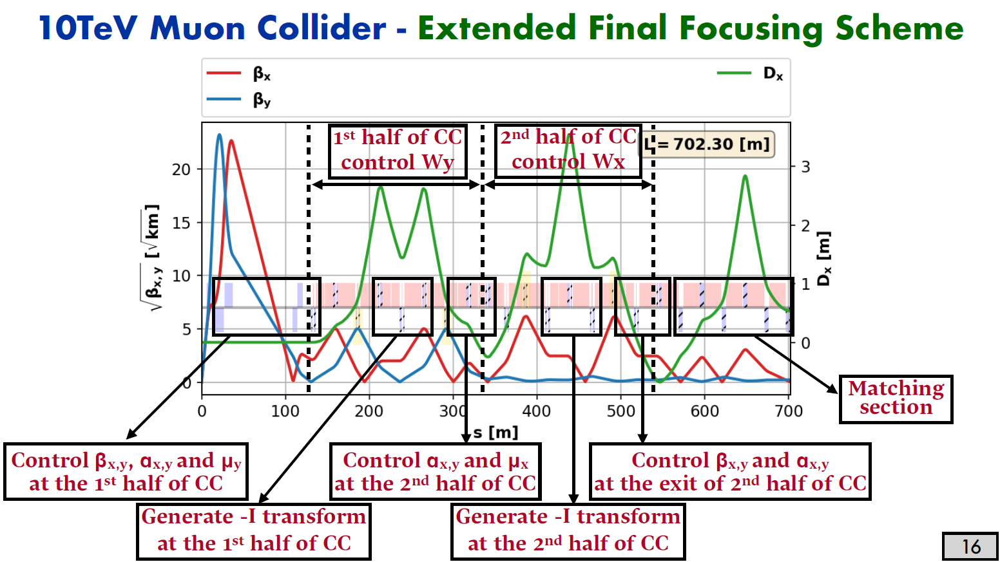 10TeV Muon Collider - Extended Final Focusing Scheme
βx
βy
Dx
1st half of CC
control Wy
2nd half of CC
control Wx
L = 702.30 [m]
√βx,y [√km]
20
15
10
5
0
3
2
1
0
Dx [m]
0 100 200 300 400 500 600 700
s [m]
Matching
section
Control βx,y, αx,y and μy
at the 1st half of CC
Control αx,y and μx
at the 2nd half of CC
Control βx,y and αx,y
at the exit of 2nd half of CC
Generate -I transform
at the 1st half of CC
Generate -I transform
at the 2nd half of CC
16